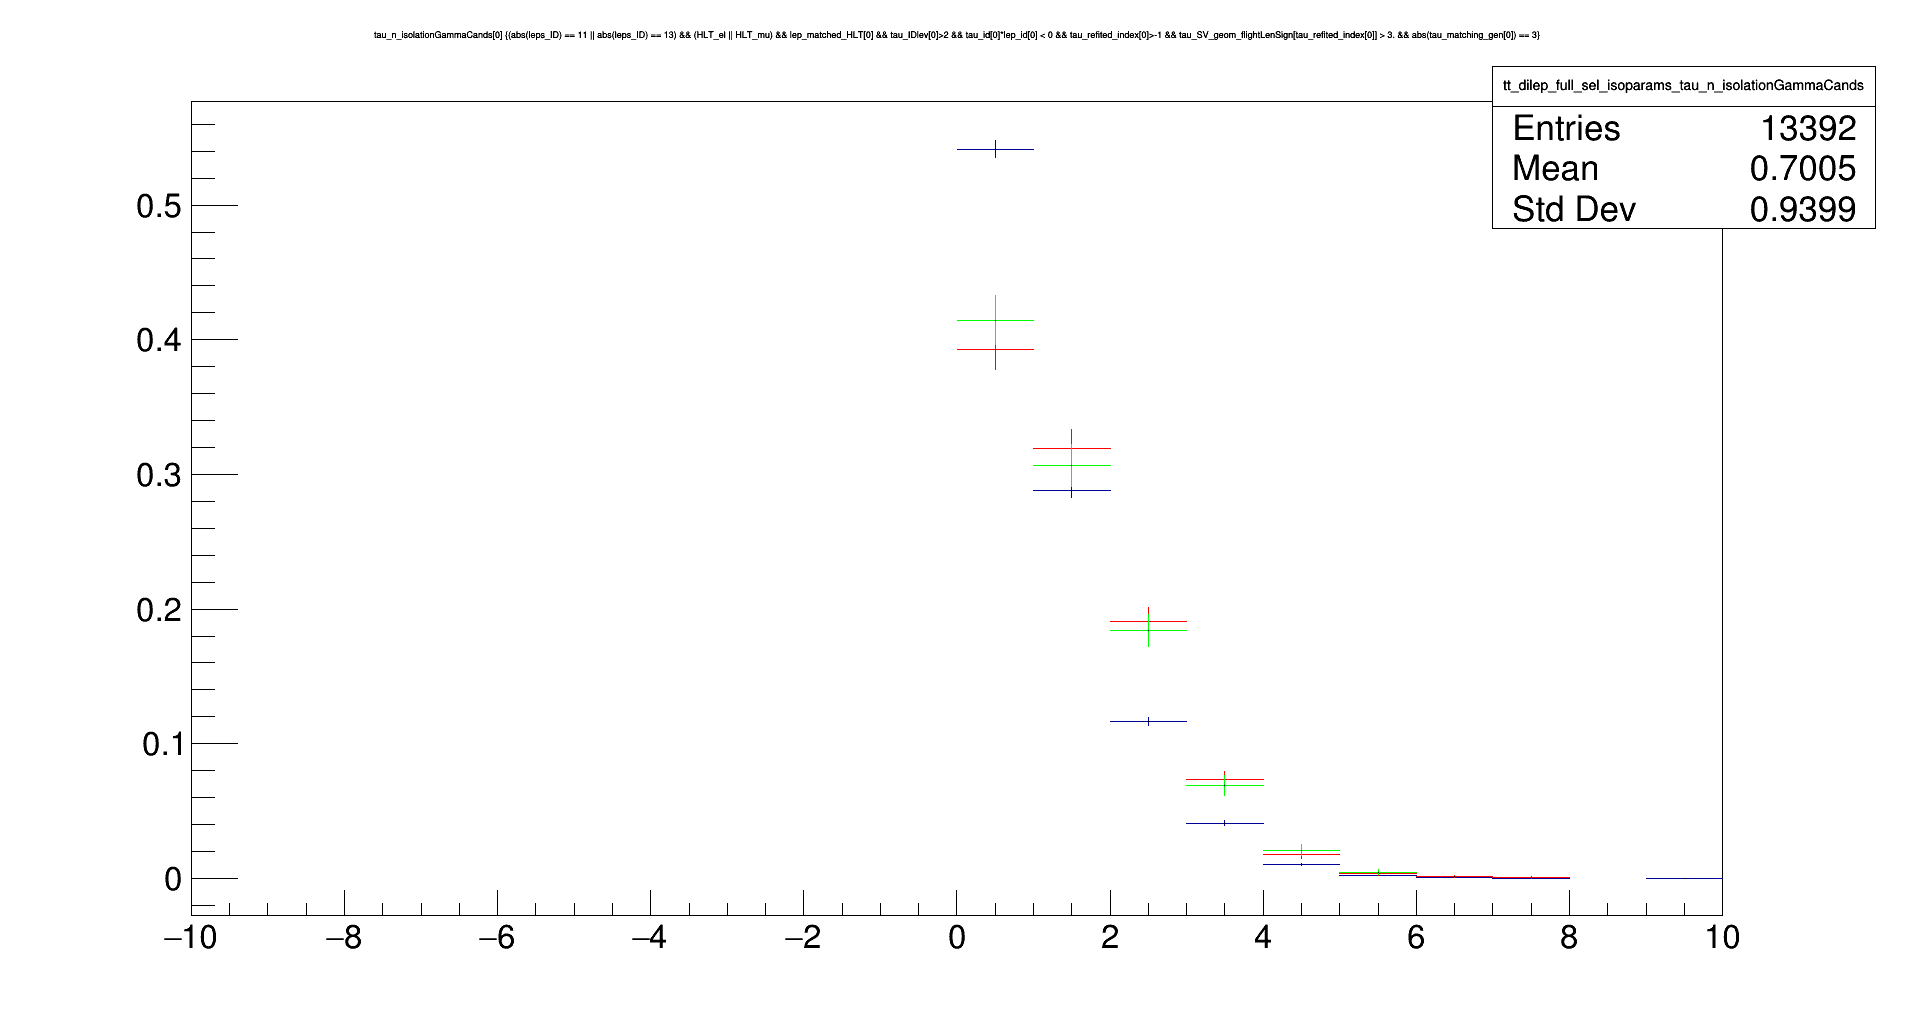 tau_n_isolationGammaCands[0] {(abs(leps_ID) == 11 || abs(leps_ID) == 13) && (HLT_el || HLT_mu) && lep_matched_HLT[0] && tau_IDlev[0]>2 && tau_id[0]*lep_id[0] < 0 && tau_refited_index[0]>-1 && tau_SV_geom_flightLenSign[tau_refited_index[0]] > 3. && abs(tau_matching_gen[0]) == 3}
tt_dilep_full_sel_isoparams_tau_n_isolationGammaCands
Entries 13392
Mean 0.7005
Std Dev 0.9399
0.5
0.4
0.3
0.2
0.1
0
−10 −8 −6 −4 −2 0 2 4 6 8 10